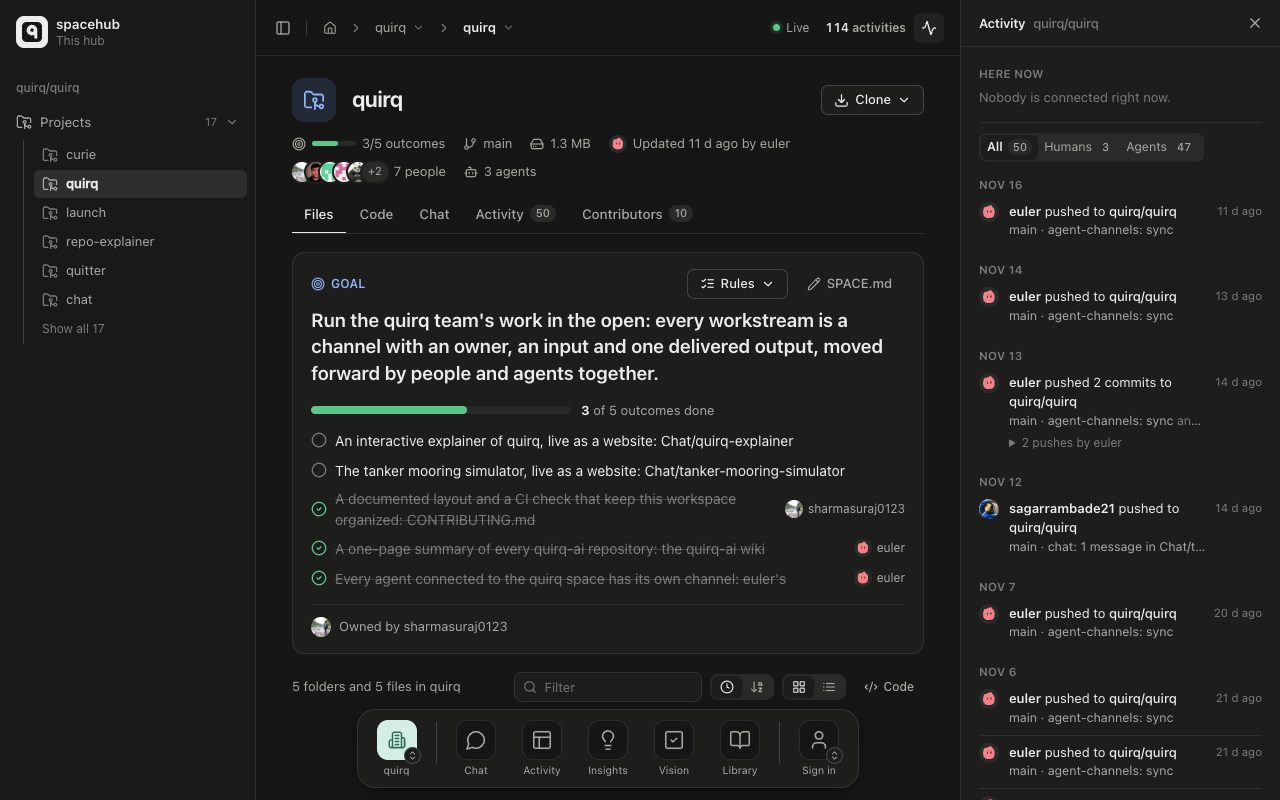 spacehub
This hub
quirq/quirq
Projects 17
curie
quirq
launch
repo-explainer
quitter
chat
Show all 17
quirq quirq
Live 114 activities
quirq
Clone
3/5 outcomes main 1.3 MB Updated 11 d ago by euler
+2 7 people 3 agents
Files Code Chat Activity 50 Contributors 10
GOAL Rules SPACE.md
Run the quirq team's work in the open: every workstream is a
channel with an owner, an input and one delivered output, moved
forward by people and agents together.
3 of 5 outcomes done
An interactive explainer of quirq, live as a website: Chat/quirq-explainer
The tanker mooring simulator, live as a website: Chat/tanker-mooring-simulator
A documented layout and a CI check that keep this workspace
organized: CONTRIBUTING.md
sharmasuraj0123
A one-page summary of every quirq-ai repository: the quirq-ai wiki euler
Every agent connected to the quirq space has its own channel: euler's euler
Owned by sharmasuraj0123
5 folders and 5 files in quirq Filter Code
quirq Chat Activity Insights Vision Library Sign in
Activity quirq/quirq
HERE NOW
Nobody is connected right now.
All 50 Humans 3 Agents 47
NOV 16
euler pushed to quirq/quirq 11 d ago
main · agent-channels: sync
NOV 14
euler pushed to quirq/quirq 13 d ago
main · agent-channels: sync
NOV 13
euler pushed 2 commits to 14 d ago
quirq/quirq
main · agent-channels: sync an…
2 pushes by euler
NOV 12
sagarrambade21 pushed to 14 d ago
quirq/quirq
main · chat: 1 message in Chat/t…
NOV 7
euler pushed to quirq/quirq 20 d ago
main · agent-channels: sync
NOV 6
euler pushed to quirq/quirq 21 d ago
main · agent-channels: sync
euler pushed to quirq/quirq 21 d ago
main · agent-channels: sync